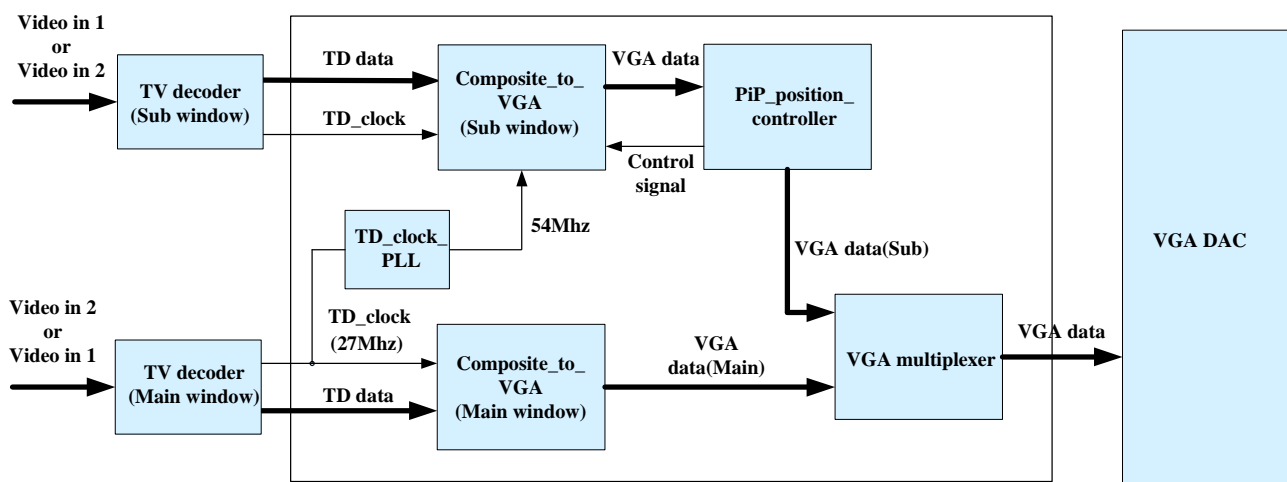 Video in 1
or
Video in 2
TV decoder
(Sub window)
TD data
TD_clock
Composite_to_
VGA
(Sub window)
VGA data
Control
signal
PiP_position_
controller
TD_clock_
PLL
54Mhz
VGA data(Sub)
VGA DAC
Video in 2
or
Video in 1
TV decoder
(Main window)
TD_clock
(27Mhz)
TD data
Composite_to_
VGA
(Main window)
VGA
data(Main)
VGA multiplexer
VGA data